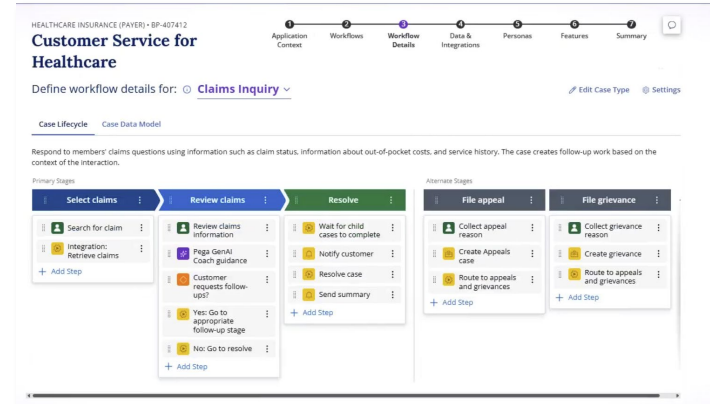 HEALTHCARE INSURANCE (PAYER) • BP-407412
Customer Service for
Healthcare
1 2 3 4 5 6 7
Application
Context
Workflows
Workflow
Details
Data &
Integrations
Personas
Features
Summary
Define workflow details for: Claims Inquiry
Edit Case Type
Settings
Case Lifecycle
Case Data Model
Respond to members' claims questions using information such as claim status, information about out-of-pocket costs, and service history. The case creates follow-up work based on the
context of the interaction.
Primary Stages
Select claims
Search for claim
Integration:
Retrieve claims
+ Add Step
Review claims
Review claims
information
Pega GenAI
Coach guidance
Customer
requests follow-
ups?
Yes: Go to
appropriate
follow-up stage
No: Go to resolve
+ Add Step
Resolve
Wait for child
cases to complete
Notify customer
Resolve case
Send summary
+ Add Step
Alternate Stages
File appeal
Collect appeal
reason
Create Appeals
case
Route to appeals
and grievances
+ Add Step
File grievance
Collect grievance
reason
Create grievance
Route to appeals
and grievances
+ Add Step